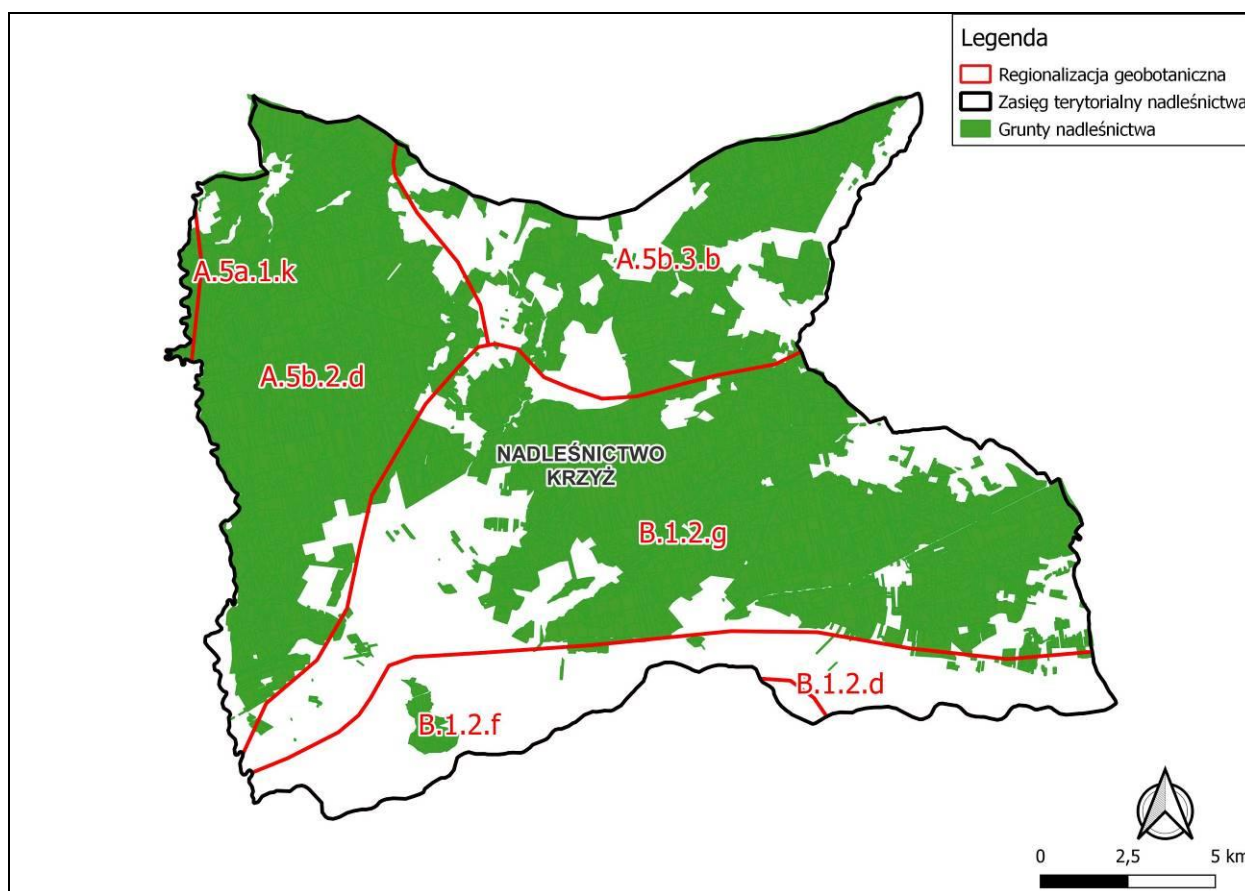 Legenda
Regionalizacja geobotaniczna
Zasięg terytorialny nadleśnictwa
Grunty nadleśnictwa
A.5a.1.k
A.5b.3.b
A.5b.2.d
NADLEŚNICTWO
KRZYŻ
B.1.2.g
B.1.2.d
B.1.2.f
0 2,5 5 km